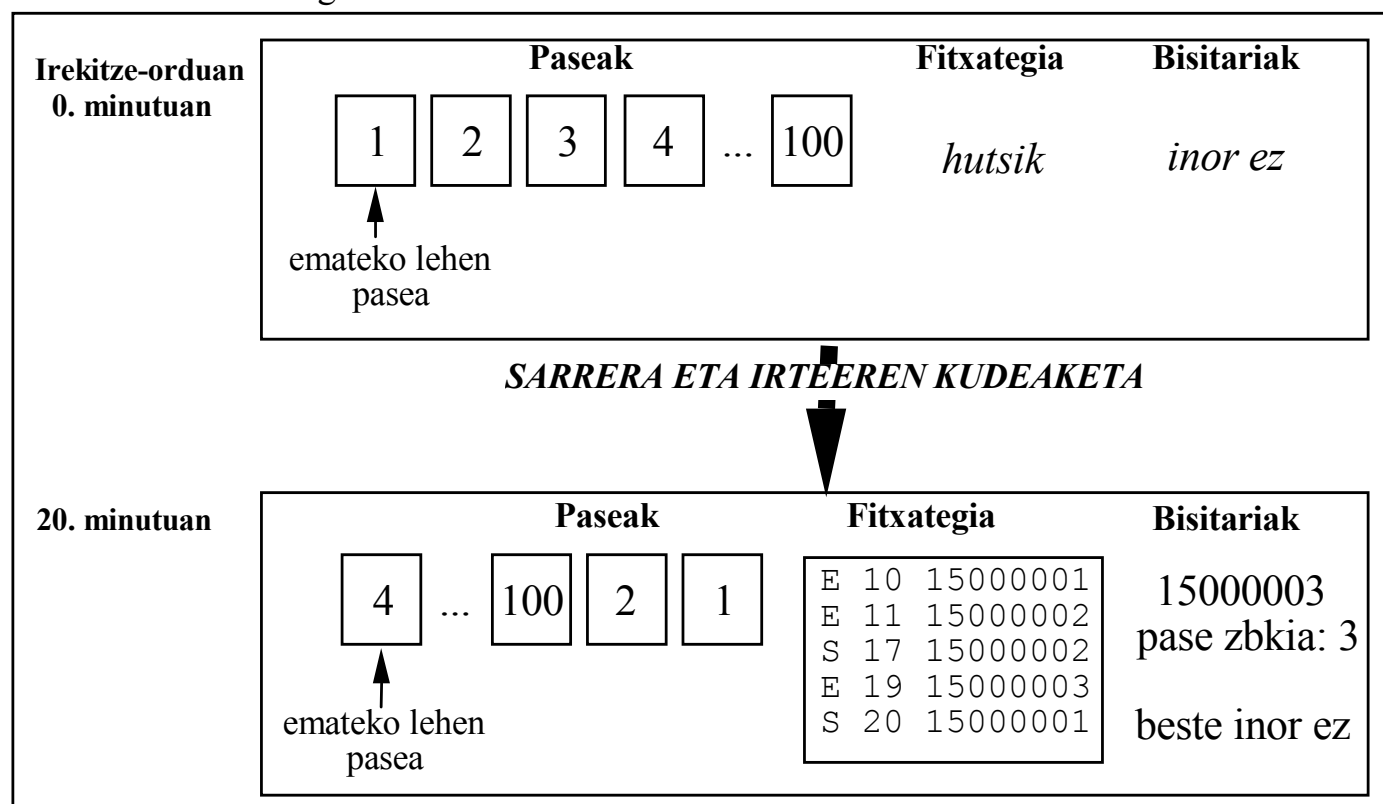 Irekitze-orduan
0. minutuan
Paseak Fitxategia Bisitariak
1 2 3 4 ... 100 hutsik inor ez
emateko lehen
pasea
SARRERA ETA IRTEEREN KUDEAKETA
20. minutuan
Paseak Fitxategia Bisitariak
4 ... 100 2 1
E 10 15000001
E 11 15000002
S 17 15000002
E 19 15000003
S 20 15000001
15000003
pase zbkia: 3
beste inor ez
emateko lehen
pasea